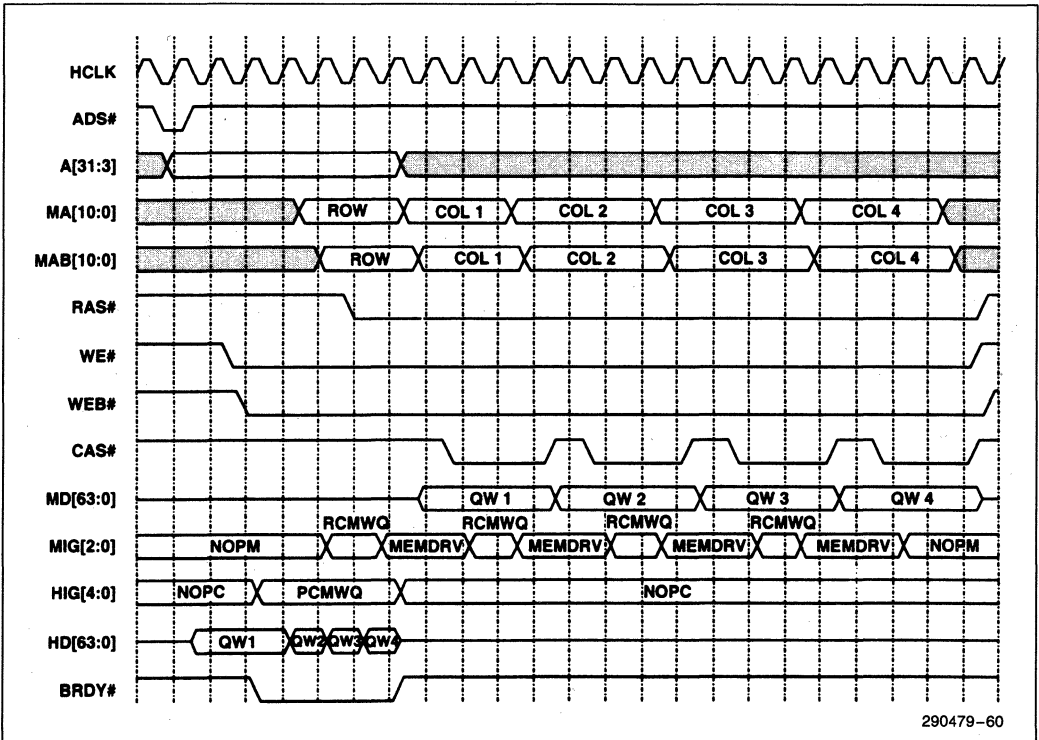 HCLK
ADS#
A[31:3]
MA[10:0] ROW COL 1 COL 2 COL 3 COL 4
MAB[10:0] ROW COL 1 COL 2 COL 3 COL 4
RAS#
WE#
WEB#
CAS#
MD[63:0] QW 1 QW 2 QW 3 QW 4
RCMWQ RCMWQ RCMWQ RCMWQ
MIG[2:0] NOPM MEMDRV MEMDRV MEMDRV MEMDRV NOPM
HIG[4:0] NOPC PCMWQ NOPC
HD[63:0] QW1 QW2 QW3 QW4
BRDY#
290479-60